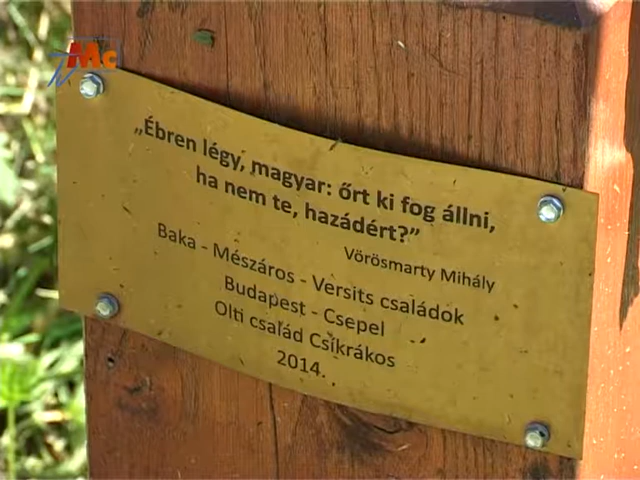 Mc
„Ébren légy, magyar: őrt ki fog állni,
ha nem te, hazádért?”
Vörösmarty Mihály
Baka - Mészáros - Versits családok
Budapest - Csepel
Olti család Csíkrákos
2014.